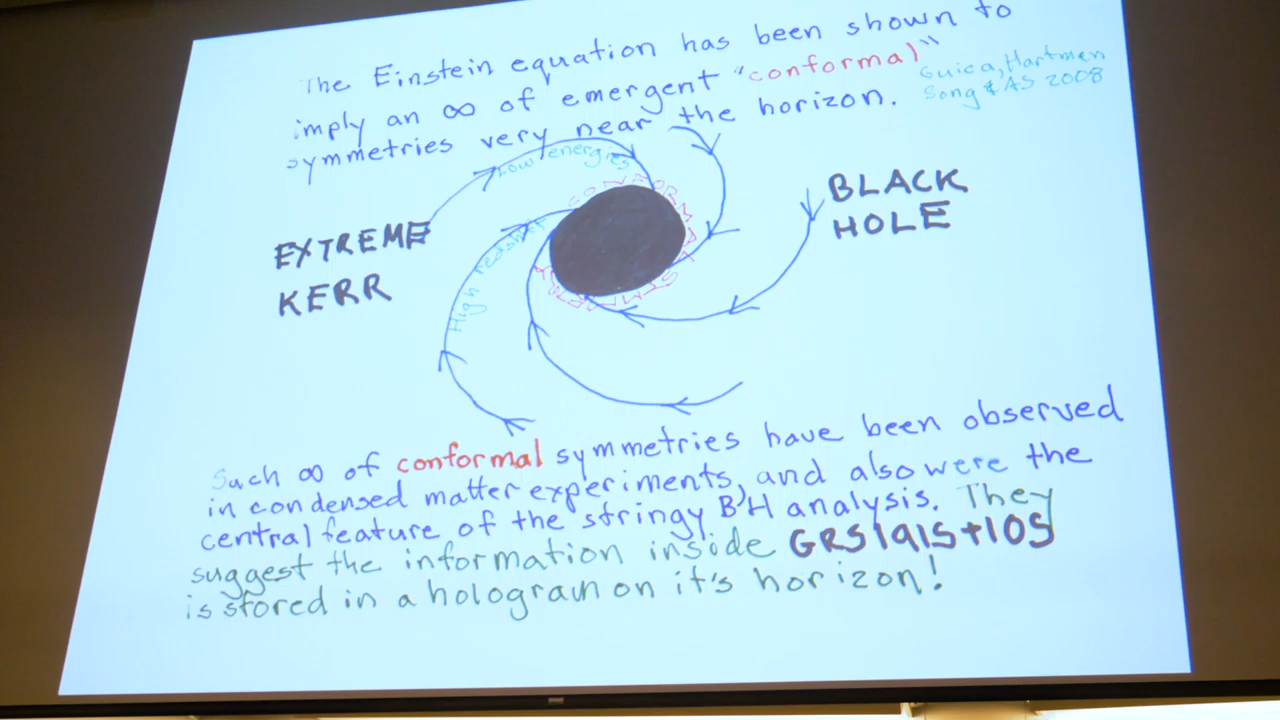 The Einstein equation has been shown to
imply an ∞ of emergent "conformal"
symmetries very near the horizon.
Guica, Hartman
Song & AS 2008
Low energies
CONFORMAL
SYMMETRY
High redshift
EXTREME
KERR
BLACK
HOLE
Such ∞ of conformal symmetries have been observed
in condensed matter experiments, and also were the
central feature of the stringy BH analysis. They
suggest the information inside GRS1915+105
is stored in a hologram on it's horizon!